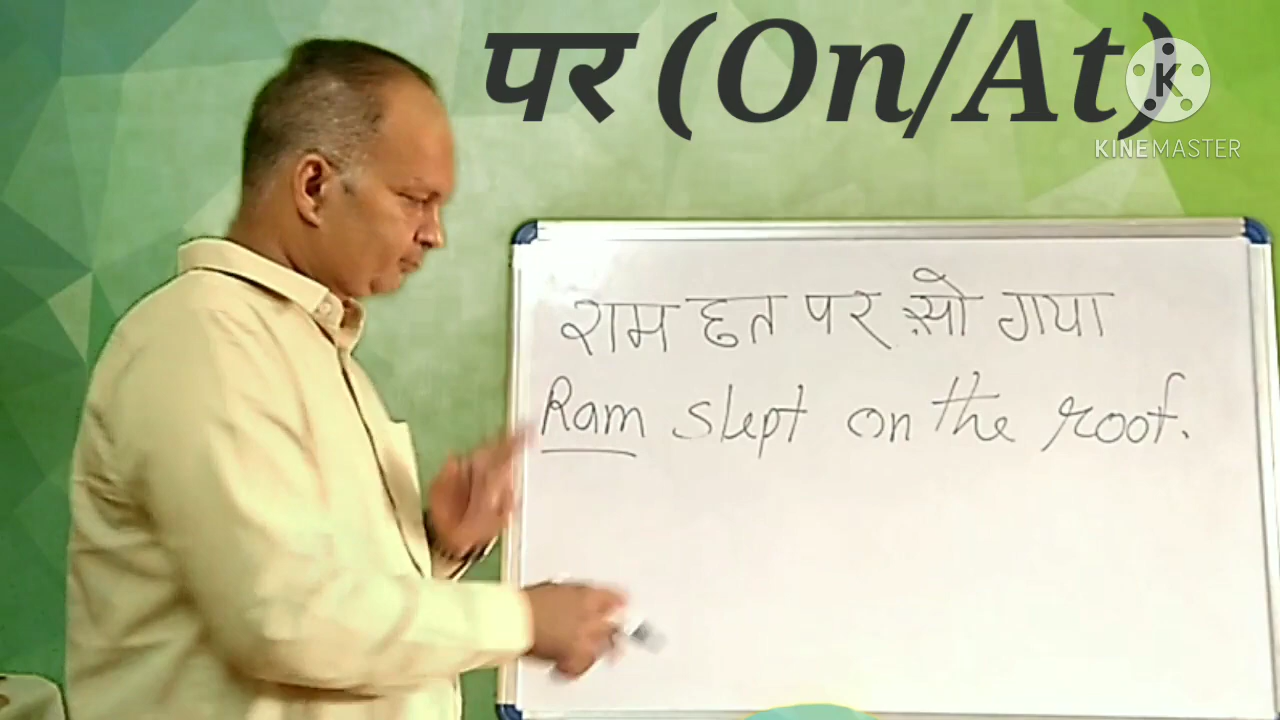 पर (On/At)
K
KINEMASTER
राम छत पर सो गया
Ram slept on the roof.